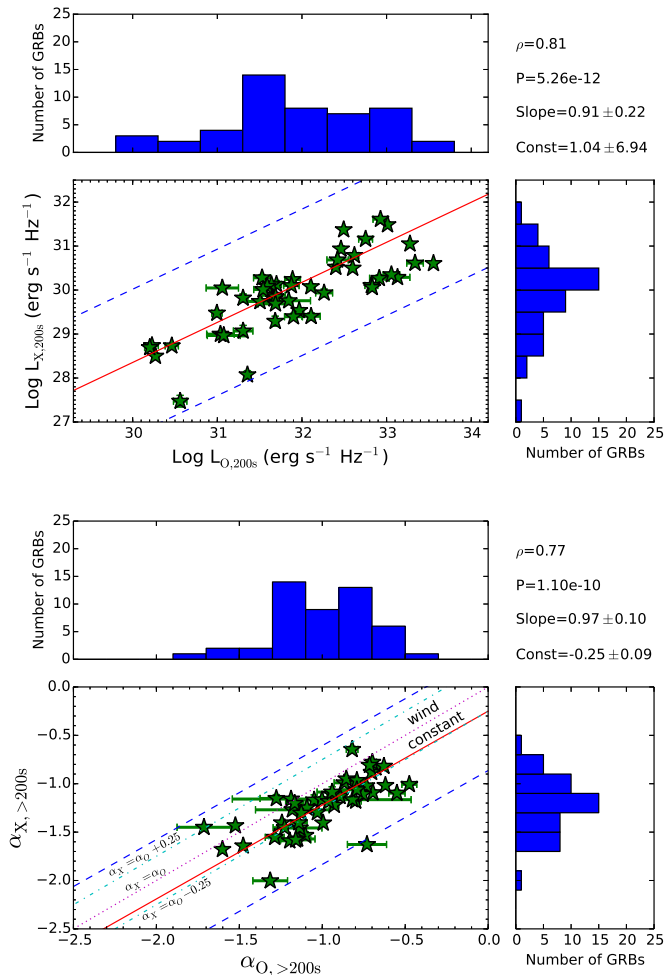 25
20
15
10
5
0
Number of GRBs
ρ=0.81
P=5.26e-12
Slope=0.91±0.22
Const=1.04±6.94
32
31
30
29
28
27
Log L_X,200s (erg s⁻¹ Hz⁻¹)
30 31 32 33 34
Log L_O,200s (erg s⁻¹ Hz⁻¹)
0 5 10 15 20 25
Number of GRBs
25
20
15
10
5
0
Number of GRBs
ρ=0.77
P=1.10e-10
Slope=0.97±0.10
Const=-0.25±0.09
0.0
−0.5
−1.0
−1.5
−2.0
−2.5
α_X,>200s
wind
constant
α_X=α_O+0.25
α_X=α_O
α_X=α_O−0.25
−2.5 −2.0 −1.5 −1.0 −0.5 0.0
α_O,>200s
0 5 10 15 20 25
Number of GRBs